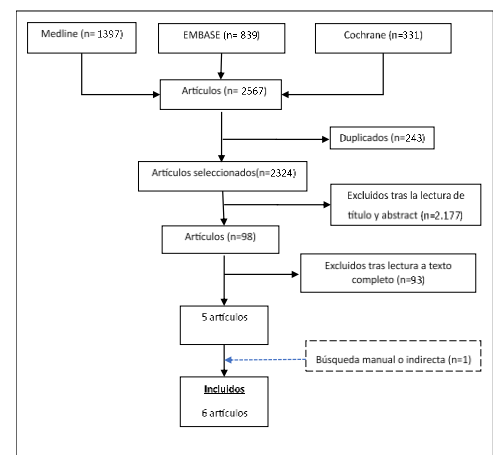 Medline (n= 1397)
EMBASE (n= 839)
Cochrane (n=331)
Artículos (n= 2567)
Duplicados (n=243)
Artículos seleccionados(n=2324)
Excluidos tras la lectura de
título y abstract (n=2.177)
Artículos (n=98)
Excluidos tras lectura a texto
completo (n=93)
5 artículos
Búsqueda manual o indirecta (n=1)
Incluidos
6 artículos